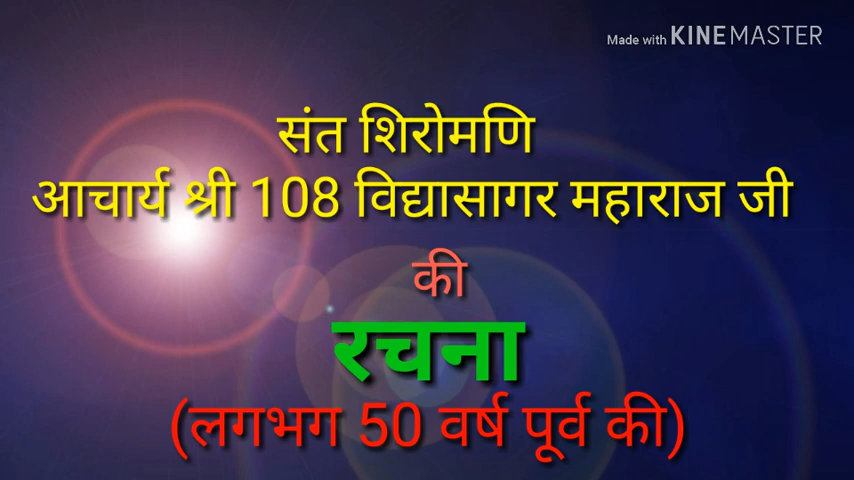 Made with KINEMASTER
संत शिरोमणि
आचार्य श्री 108 विद्यासागर महाराज जी
की
रचना
(लगभग 50 वर्ष पूर्व की)